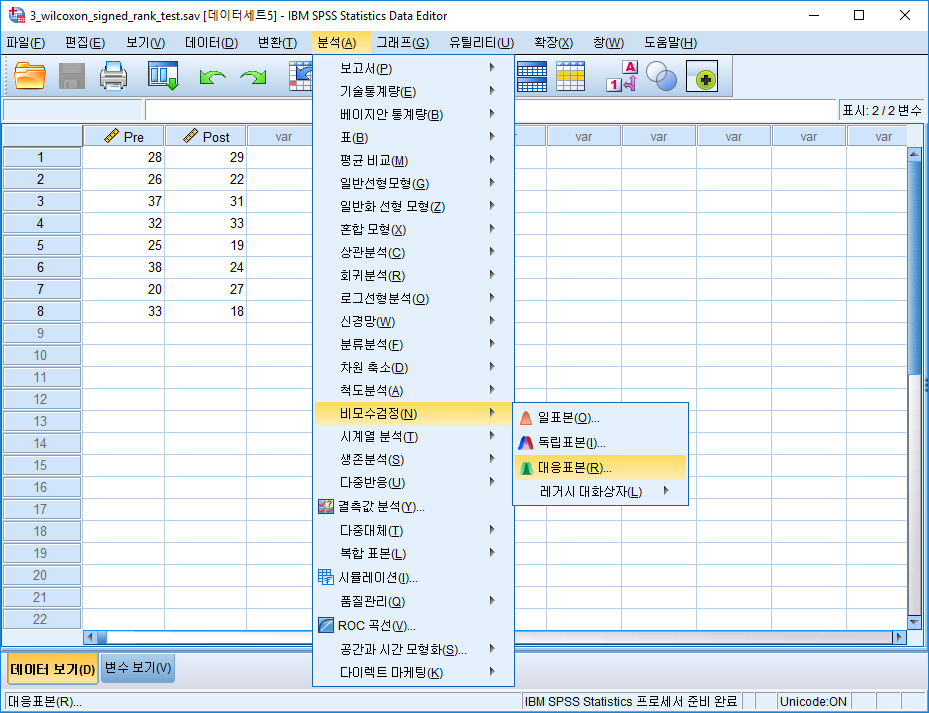 3_wilcoxon_signed_rank_test.sav [데이터세트5] - IBM SPSS Statistics Data Editor
파일(F) 편집(E) 보기(V) 데이터(D) 변환(T) 분석(A) 그래프(G) 유틸리티(U) 확장(X) 창(W) 도움말(H)
표시: 2 / 2 변수
Pre Post var var var var var var
1 28 29
2 26 22
3 37 31
4 32 33
5 25 19
6 38 24
7 20 27
8 33 18
9
10
11
12
13
14
15
16
17
18
19
20
21
22
보고서(P)
기술통계량(E)
베이지안 통계량(B)
표(B)
평균 비교(M)
일반선형모형(G)
일반화 선형 모형(Z)
혼합 모형(X)
상관분석(C)
회귀분석(R)
로그선형분석(O)
신경망(W)
분류분석(F)
차원 축소(D)
척도분석(A)
비모수검정(N)
시계열 분석(T)
생존분석(S)
다중반응(U)
결측값 분석(Y)...
다중대체(T)
복합 표본(L)
시뮬레이션(I)...
품질관리(Q)
ROC 곡선(V)...
공간과 시간 모형화(S)...
다이렉트 마케팅(K)
일표본(O)...
독립표본(I)...
대응표본(R)...
레거시 대화상자(L)
데이터 보기(D) 변수 보기(V)
대응표본(R)... IBM SPSS Statistics 프로세서 준비 완료 Unicode:ON